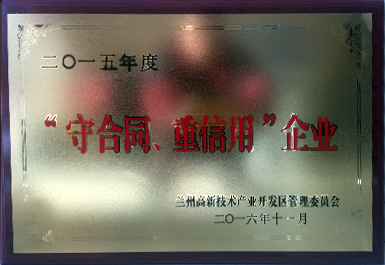 二〇一五年度
“守合同、重信用”企业
兰州高新技术产业开发区管理委员会
二〇一六年十一月